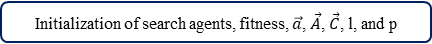 Initialization of search agents, fitness, a⃗, A⃗, C⃗, l, and p